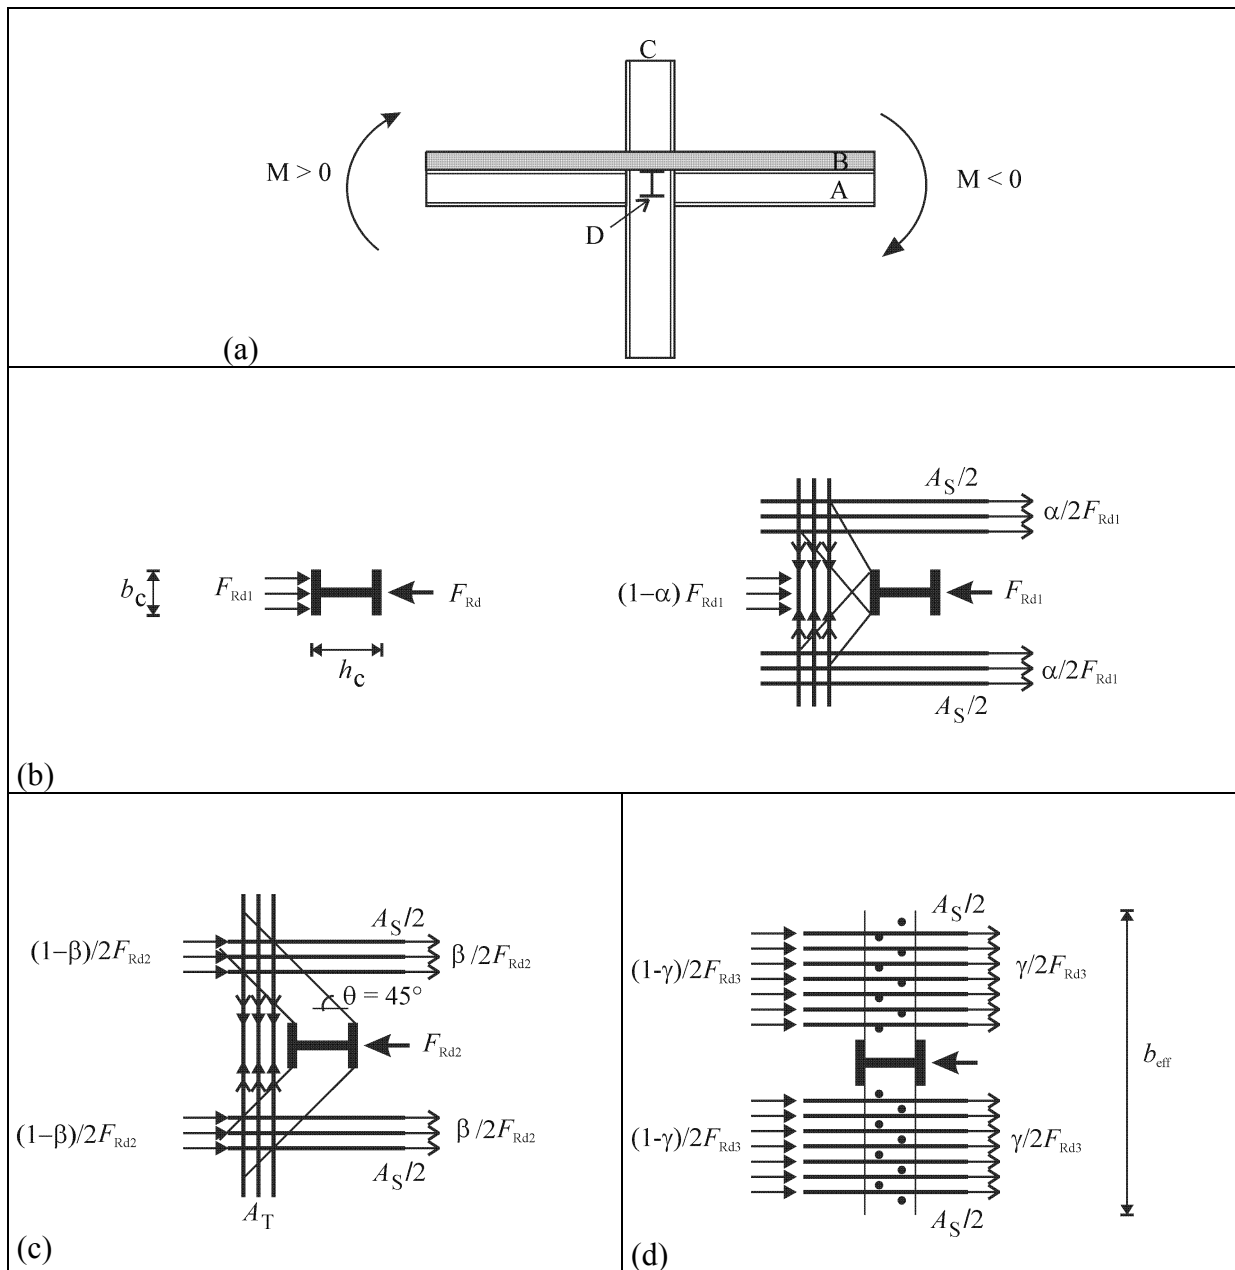 C
M > 0
B
A
M < 0
D
(a)
b_c
F_Rd1
F_Rd
h_c
A_S/2
α/2F_Rd1
(1–α) F_Rd1
F_Rd1
α/2F_Rd1
A_S/2
(b)
A_S/2
(1–β)/2F_Rd2
β/2F_Rd2
θ = 45°
F_Rd2
(1–β)/2F_Rd2
β/2F_Rd2
A_S/2
A_T
(c)
A_S/2
(1-γ)/2F_Rd3
γ/2F_Rd3
b_eff
(1-γ)/2F_Rd3
γ/2F_Rd3
A_S/2
(d)